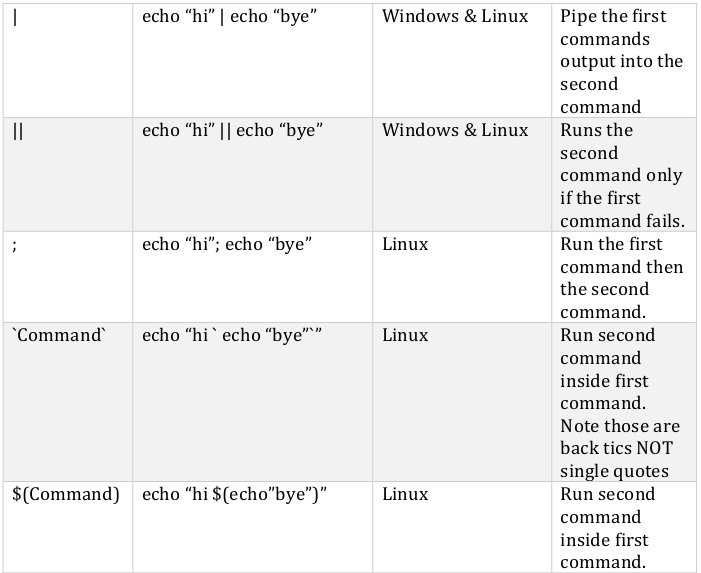 | echo “hi” | echo “bye” Windows & Linux Pipe the first
commands
output into the
second
command
|| echo “hi” || echo “bye” Windows & Linux Runs the
second
command only
if the first
command fails.
; echo “hi”; echo “bye” Linux Run the first
command then
the second
command.
`Command` echo “hi ` echo “bye”`” Linux Run second
command
inside first
command.
Note those are
back tics NOT
single quotes
$(Command) echo “hi $(echo”bye”)” Linux Run second
command
inside first
command.